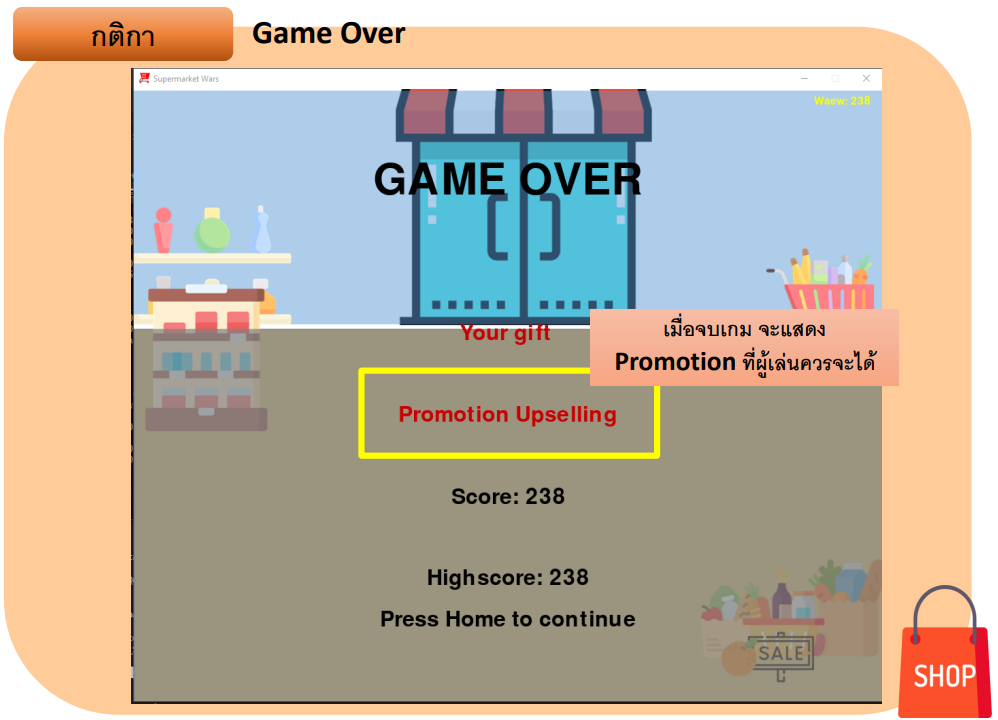 กติกา
Game Over
Supermarket Wars
Waow: 238
GAME OVER
Your gift
เมื่อจบเกม จะแสดง
Promotion ที่ผู้เล่นควรจะได้
Promotion Upselling
Score: 238
Highscore: 238
Press Home to continue
SALE
SHOP